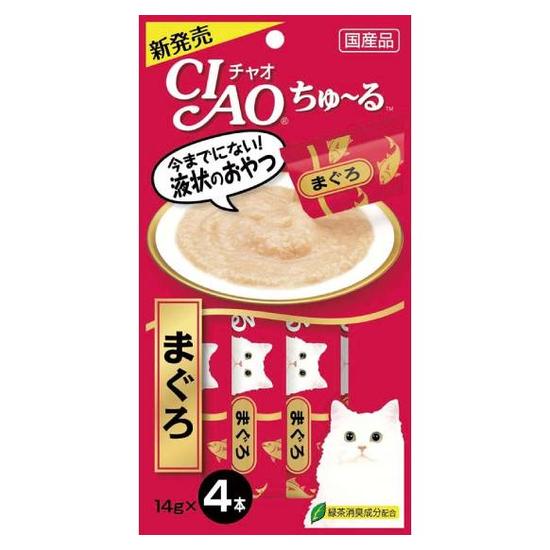 新発売
国産品
CIAO チャオ ® ちゅ〜る ™
今までにない!
液状のおやつ
まぐろ
まぐろ
まぐろ
まぐろ
14g×4本
緑茶消臭成分配合